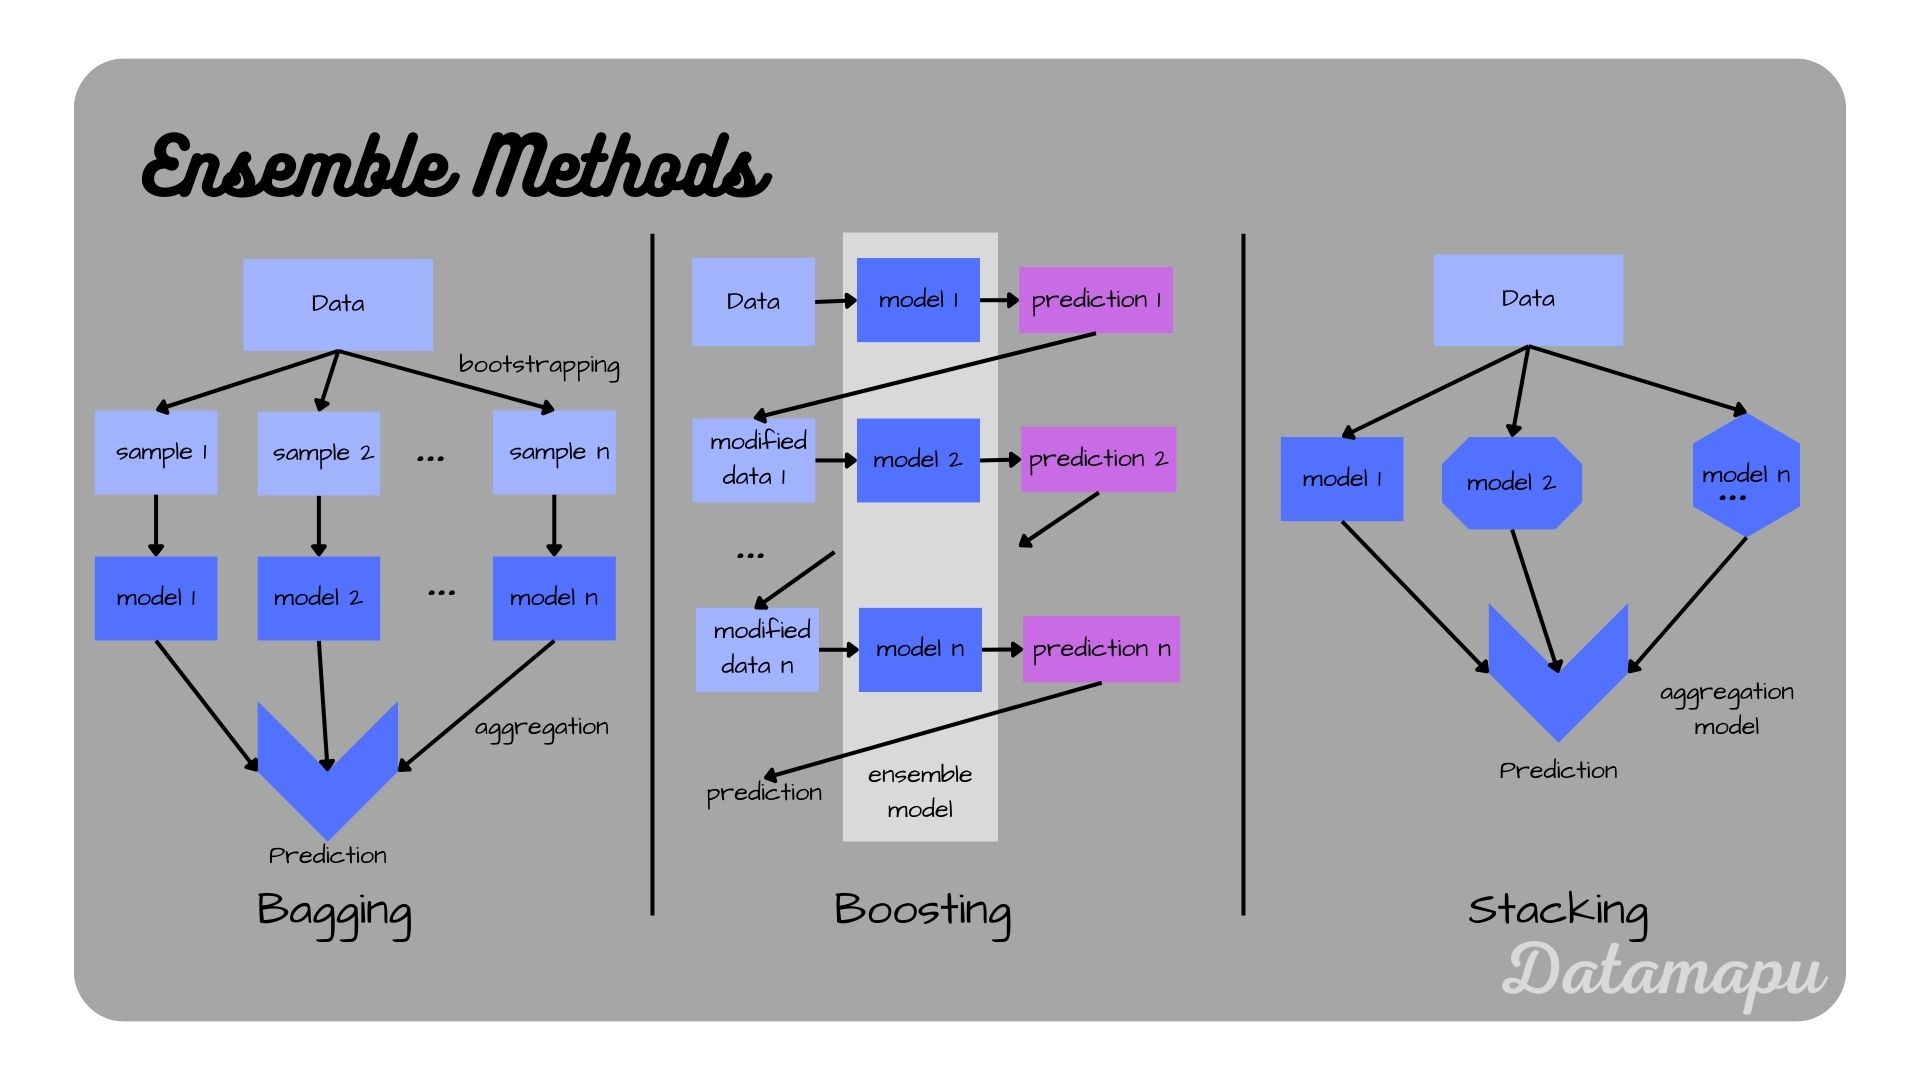 Ensemble Methods
Data
bootstrapping
sample 1
sample 2
...
sample n
model 1
model 2
...
model n
aggregation
Prediction
Bagging
Data
model 1
prediction 1
modified
data 1
model 2
prediction 2
...
modified
data n
model n
prediction n
prediction
ensemble
model
Boosting
Data
model 1
model 2
model n
...
aggregation
model
Prediction
Stacking
Datamapu